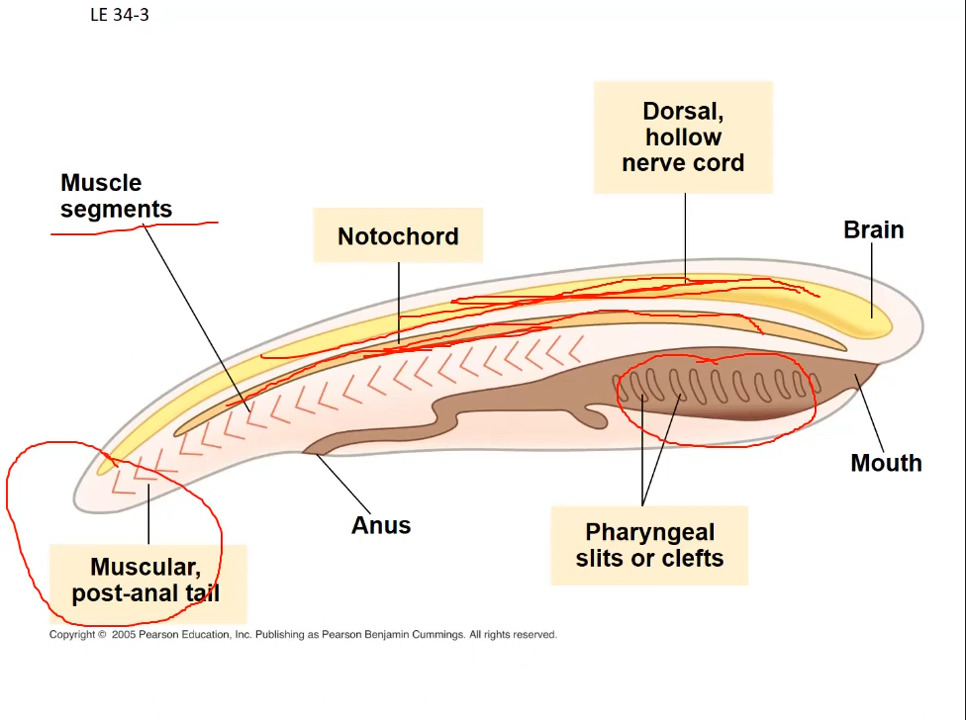 LE 34-3
Dorsal,
hollow
nerve cord
Muscle
segments
Notochord
Brain
Mouth
Anus
Pharyngeal
slits or clefts
Muscular,
post-anal tail
Copyright © 2005 Pearson Education, Inc. Publishing as Pearson Benjamin Cummings. All rights reserved.